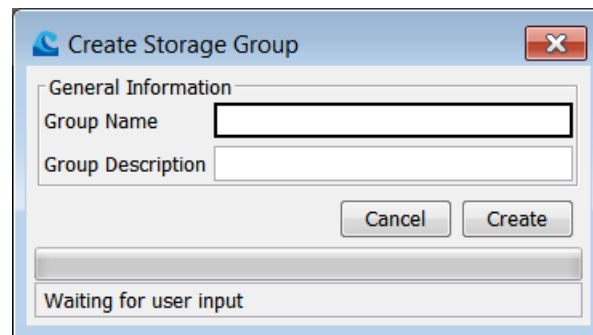 Create Storage Group
General Information
Group Name
Group Description
Cancel Create
Waiting for user input